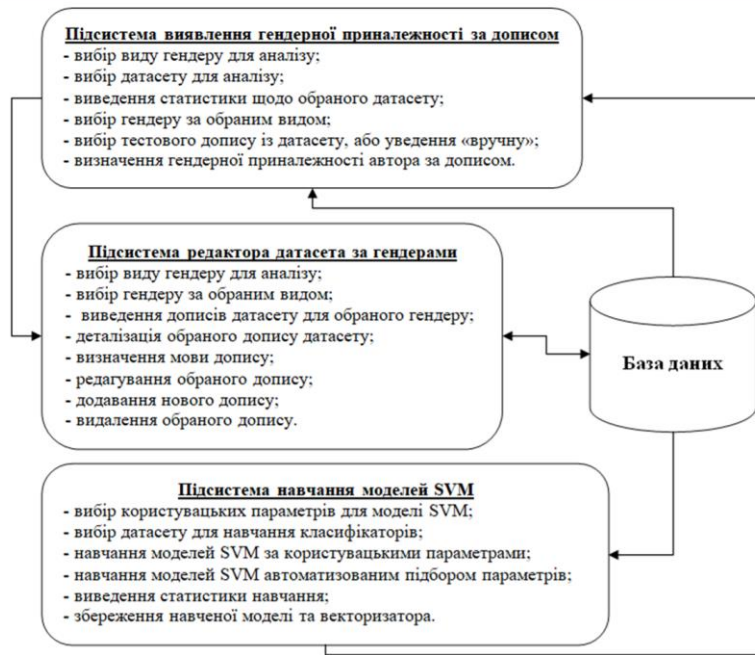 Підсистема виявлення гендерної приналежності за дописом
- вибір виду гендеру для аналізу;
- вибір датасету для аналізу;
- виведення статистики щодо обраного датасету;
- вибір гендеру за обраним видом;
- вибір тестового допису із датасету, або уведення «вручну»;
- визначення гендерної приналежності автора за дописом.
Підсистема редактора датасета за гендерами
- вибір виду гендеру для аналізу;
- вибір гендеру за обраним видом;
- виведення дописів датасету для обраного гендеру;
- деталізація обраного допису датасету;
- визначення мови допису;
- редагування обраного допису;
- додавання нового допису;
- видалення обраного допису.
База даних
Підсистема навчання моделей SVM
- вибір користувацьких параметрів для моделі SVM;
- вибір датасету для навчання класифікаторів;
- навчання моделей SVM за користувацькими параметрами;
- навчання моделей SVM автоматизованим підбором параметрів;
- виведення статистики навчання;
- збереження навченої моделі та векторизатора.